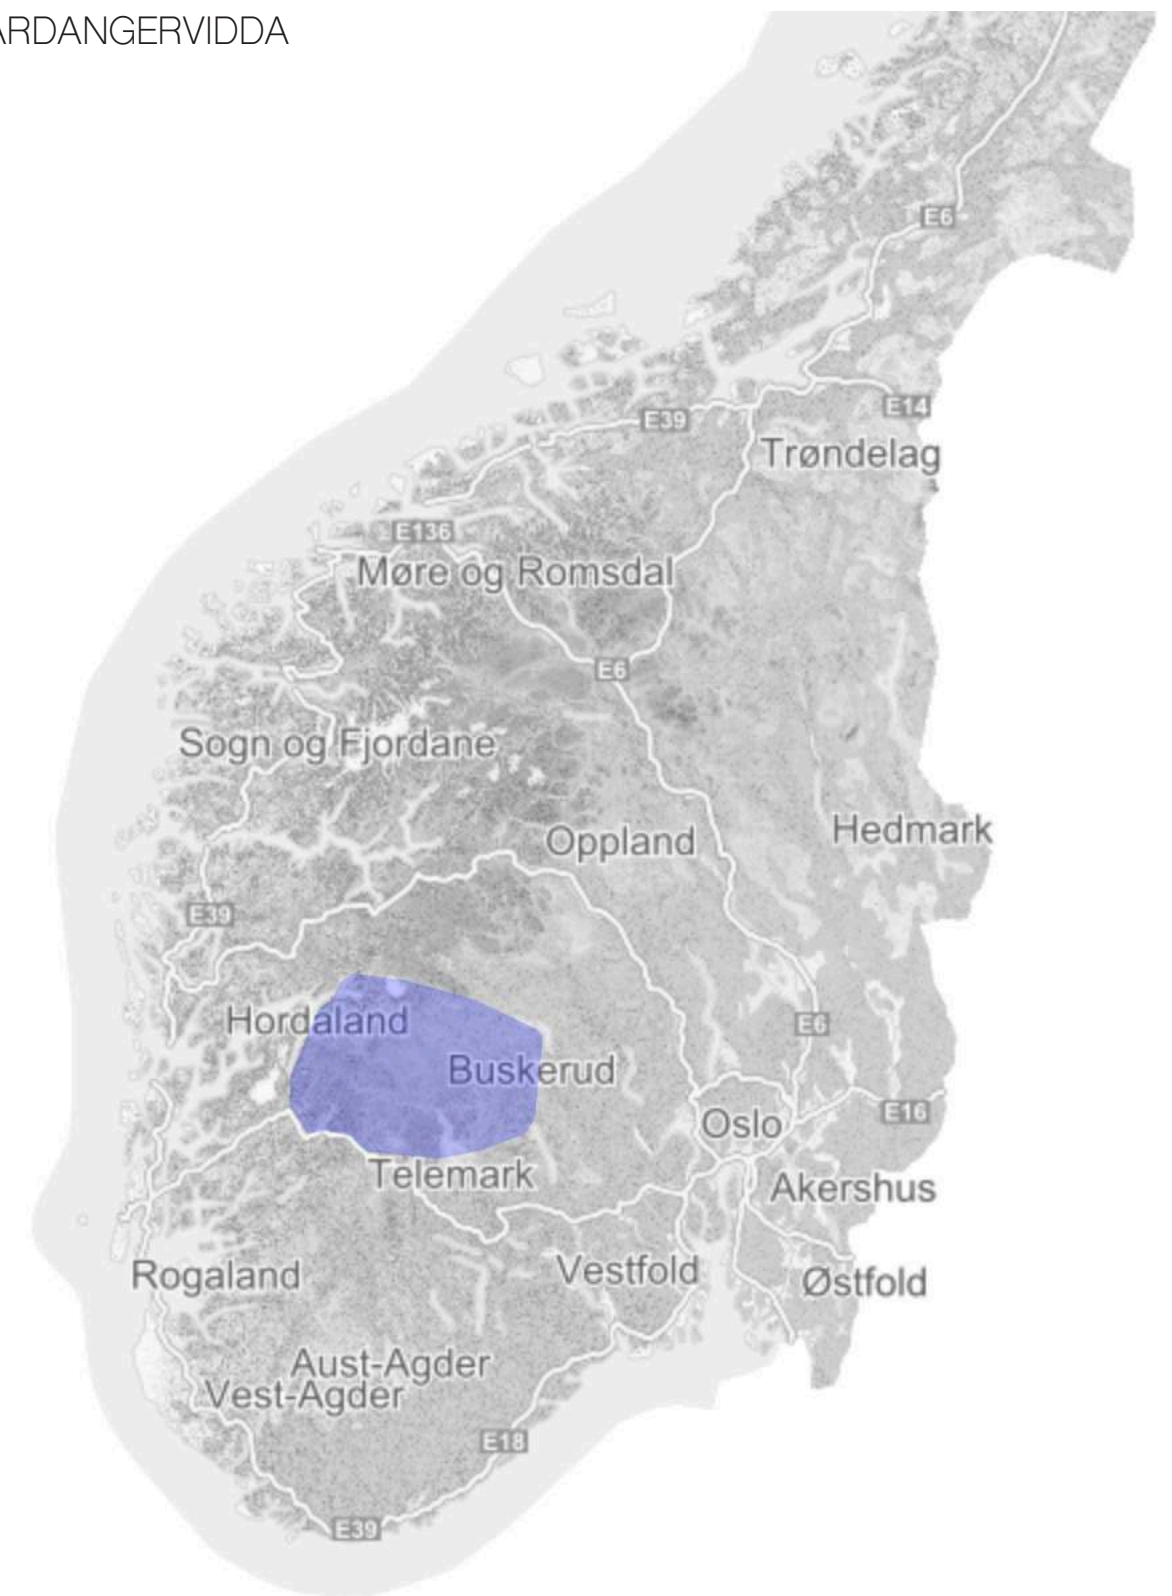 ARDANGERVIDDA
E6
E14
E39
Trøndelag
E136
Møre og Romsdal
E6
Sogn og Fjordane
Oppland
Hedmark
E39
Hordaland
E6
Buskerud
Oslo
E16
Telemark
Akershus
Rogaland
Vestfold
Østfold
Aust-Agder
Vest-Agder
E18
E39